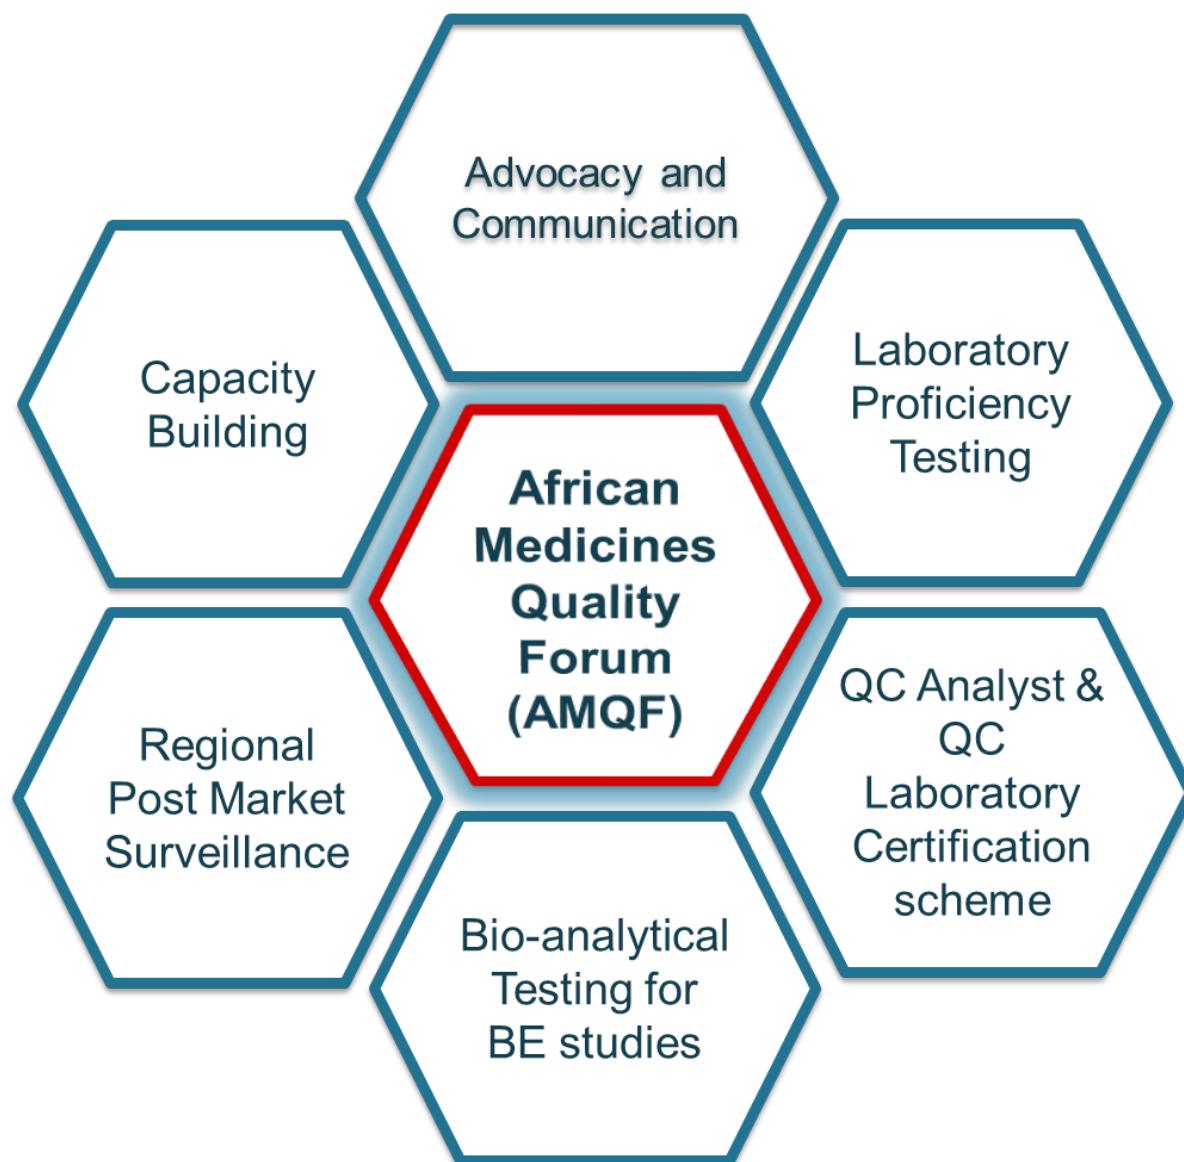 Advocacy and
Communication
Capacity
Building
Laboratory
Proficiency
Testing
African
Medicines
Quality
Forum
(AMQF)
Regional
Post Market
Surveillance
QC Analyst &
QC
Laboratory
Certification
scheme
Bio-analytical
Testing for
BE studies